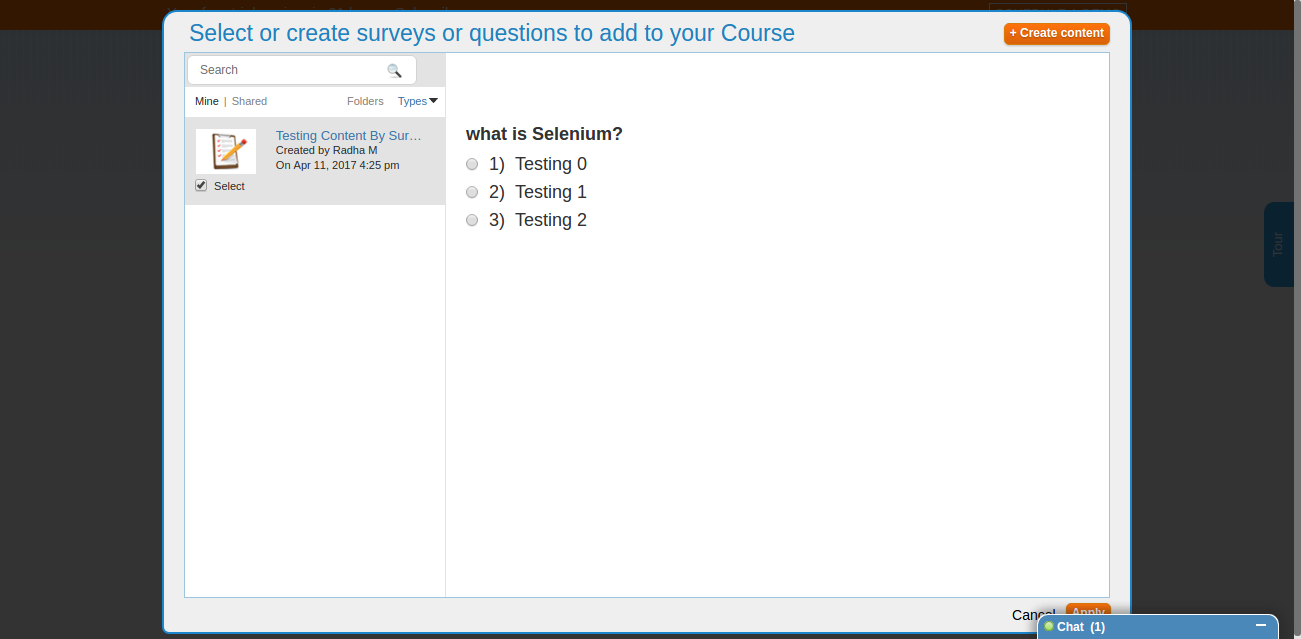 Select or create surveys or questions to add to your Course
+ Create content
Search
Mine | Shared
Folders
Types
Testing Content By Sur...
Created by Radha M
On Apr 11, 2017 4:25 pm
Select
what is Selenium?
1) Testing 0
2) Testing 1
3) Testing 2
Tour
Cancel
Apply
Chat (1)